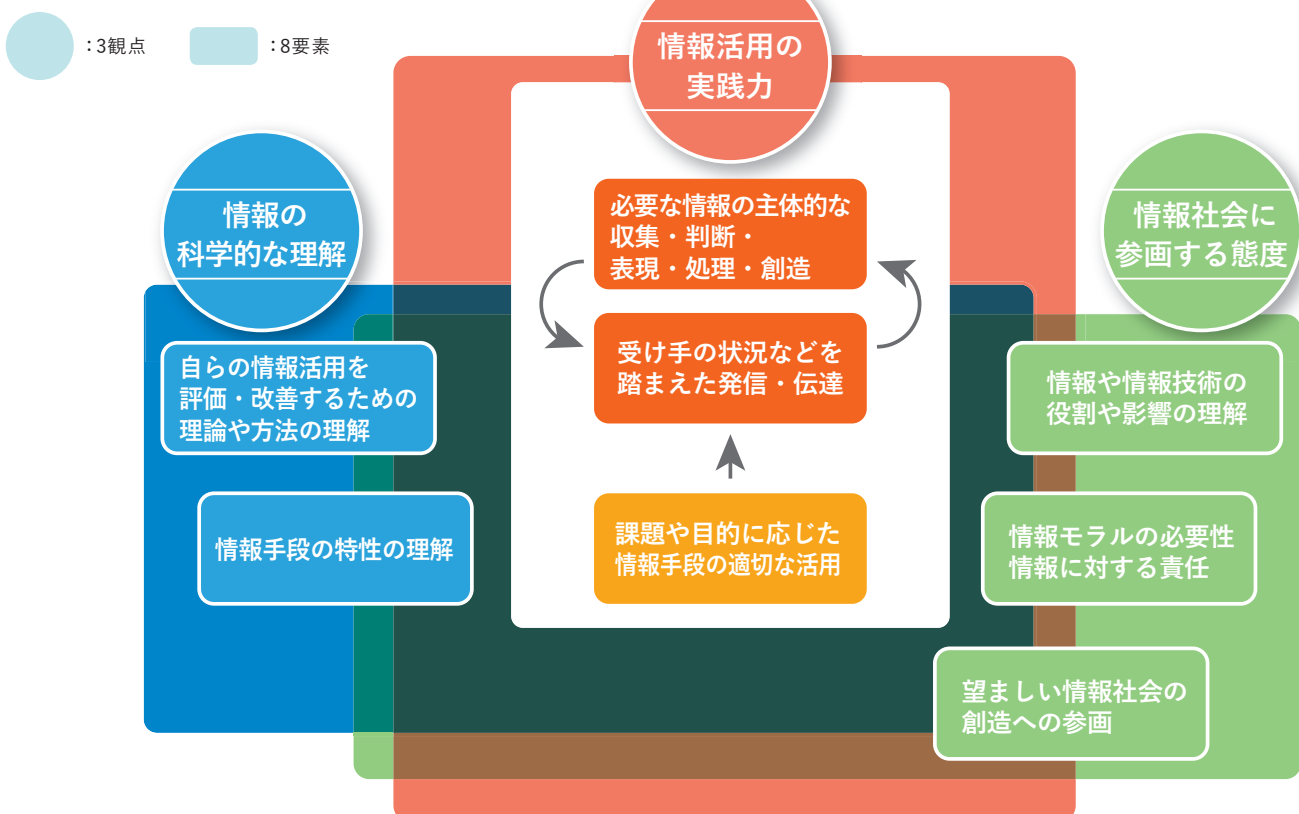 :3観点
:8要素
情報活用の
実践力
情報の
科学的な理解
情報社会に
参画する態度
必要な情報の主体的な
収集・判断・
表現・処理・創造
受け手の状況などを
踏まえた発信・伝達
課題や目的に応じた
情報手段の適切な活用
自らの情報活用を
評価・改善するための
理論や方法の理解
情報手段の特性の理解
情報や情報技術の
役割や影響の理解
情報モラルの必要性
情報に対する責任
望ましい情報社会の
創造への参画